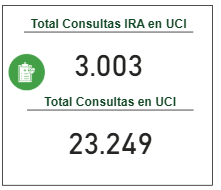 Total Consultas IRA en UCI
3.003
Total Consultas en UCI
23.249